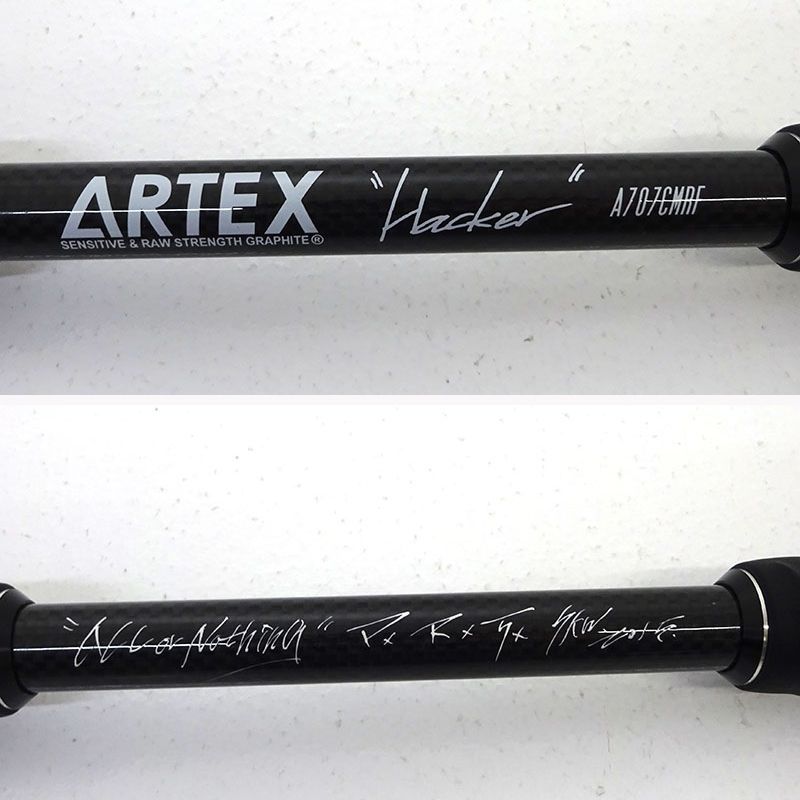 ARTEX "Hacker" A707CMRF
SENSITIVE & RAW STRENGTH GRAPHITE®
"All or Nothing"